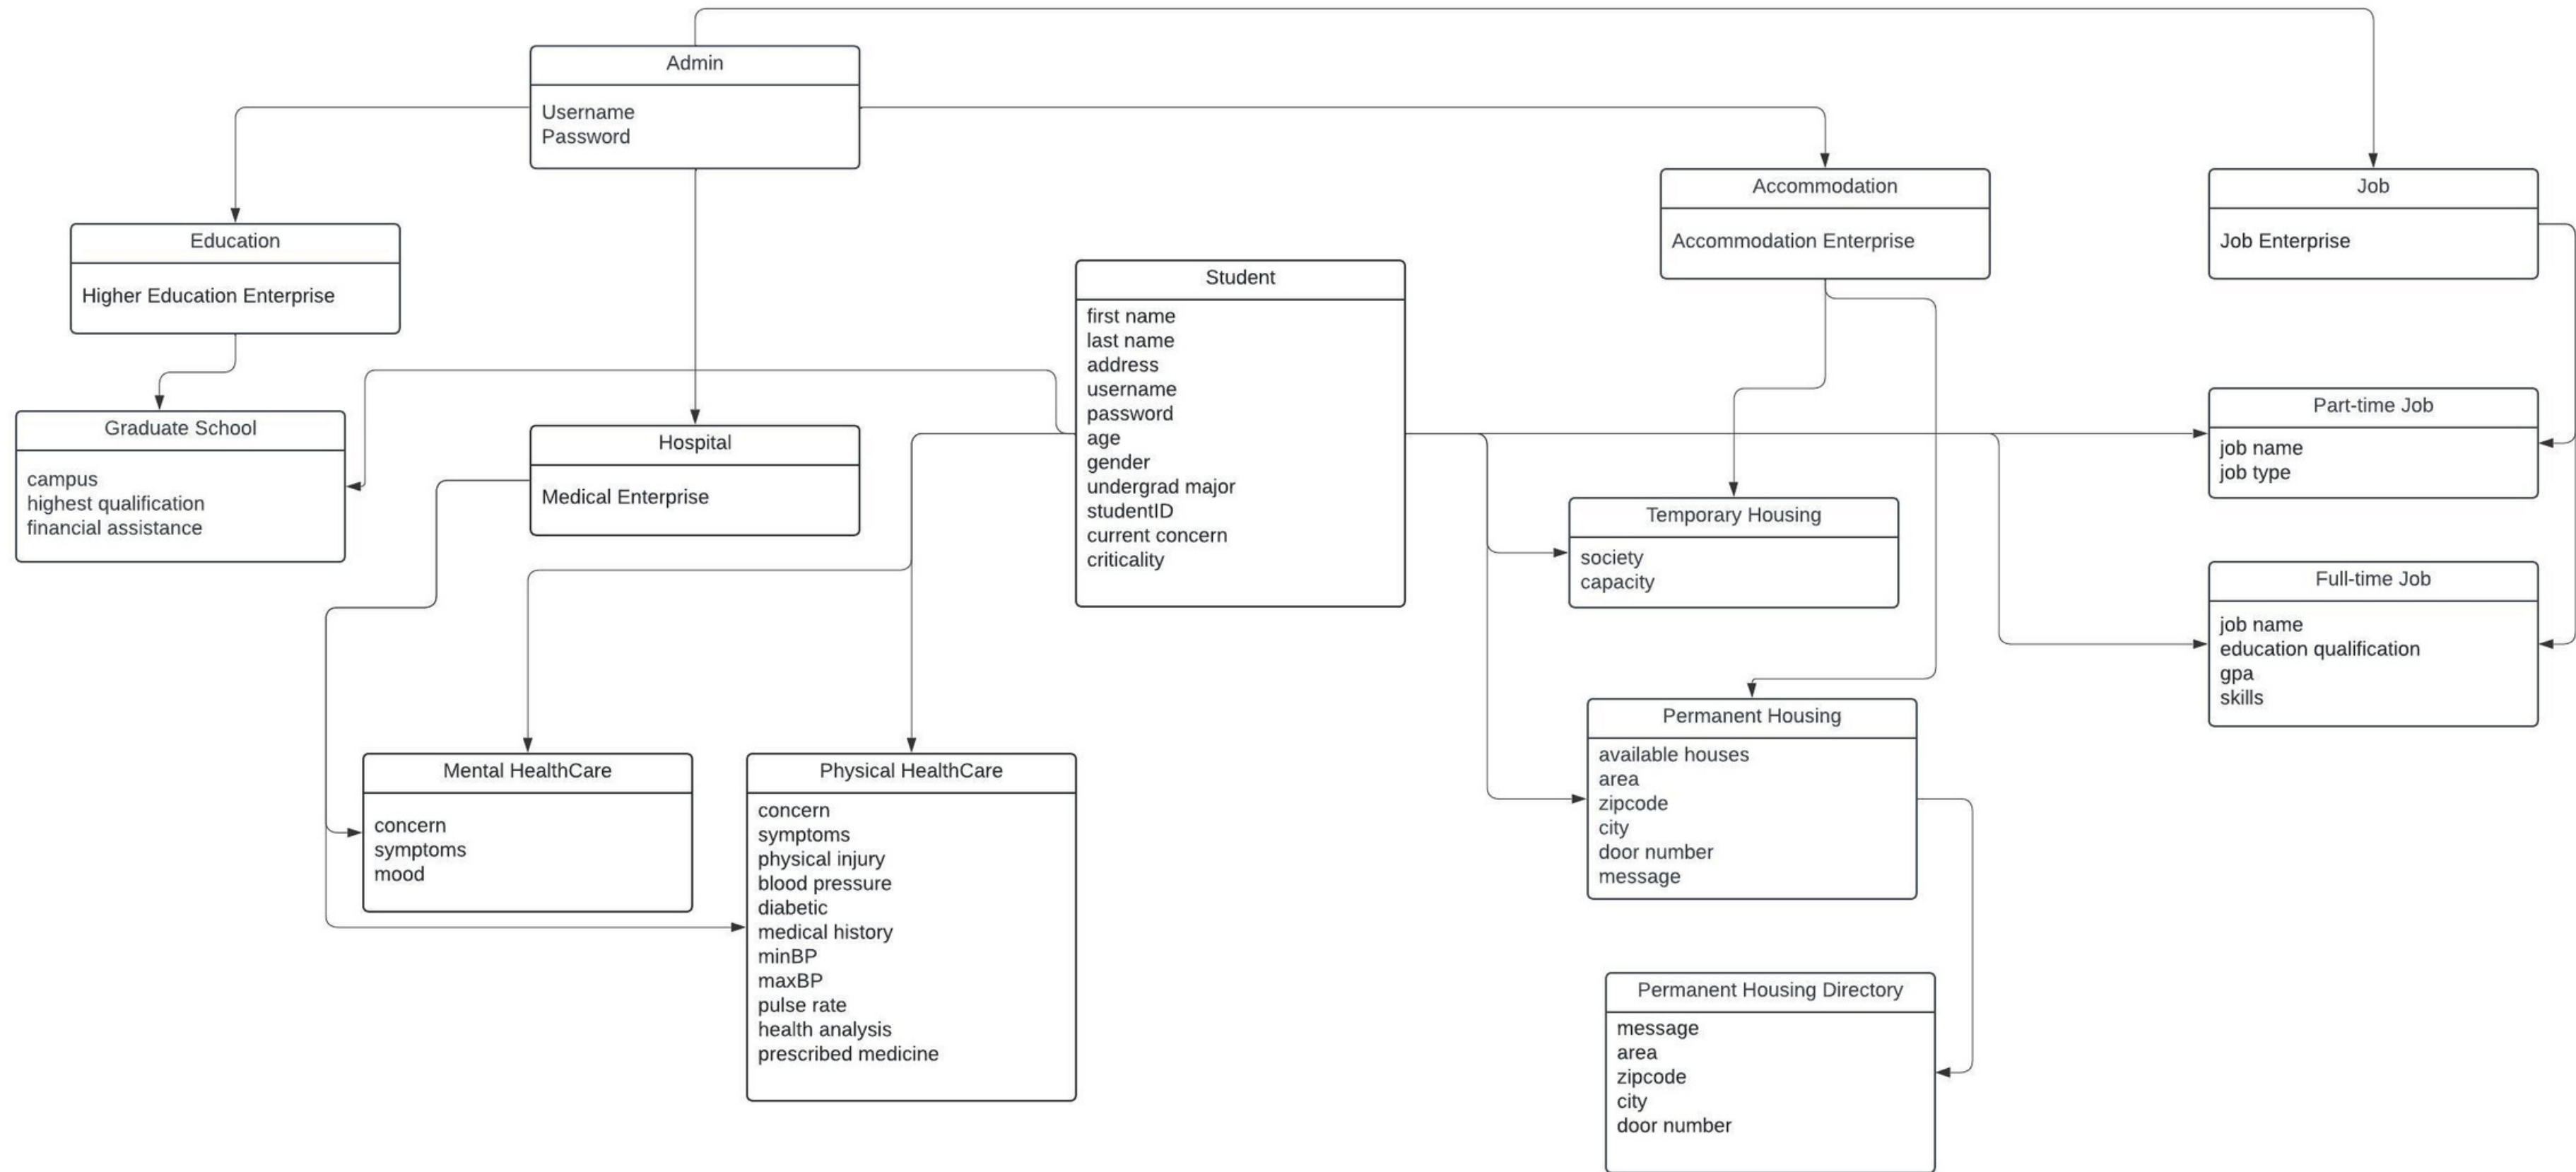 Admin
Username
Password
Education
Higher Education Enterprise
Graduate School
campus
highest qualification
financial assistance
Hospital
Medical Enterprise
Student
first name
last name
address
username
password
age
gender
undergrad major
studentID
current concern
criticality
Accommodation
Accommodation Enterprise
Job
Job Enterprise
Part-time Job
job name
job type
Temporary Housing
society
capacity
Full-time Job
job name
education qualification
gpa
skills
Mental HealthCare
concern
symptoms
mood
Physical HealthCare
concern
symptoms
physical injury
blood pressure
diabetic
medical history
minBP
maxBP
pulse rate
health analysis
prescribed medicine
Permanent Housing
available houses
area
zipcode
city
door number
message
Permanent Housing Directory
message
area
zipcode
city
door number